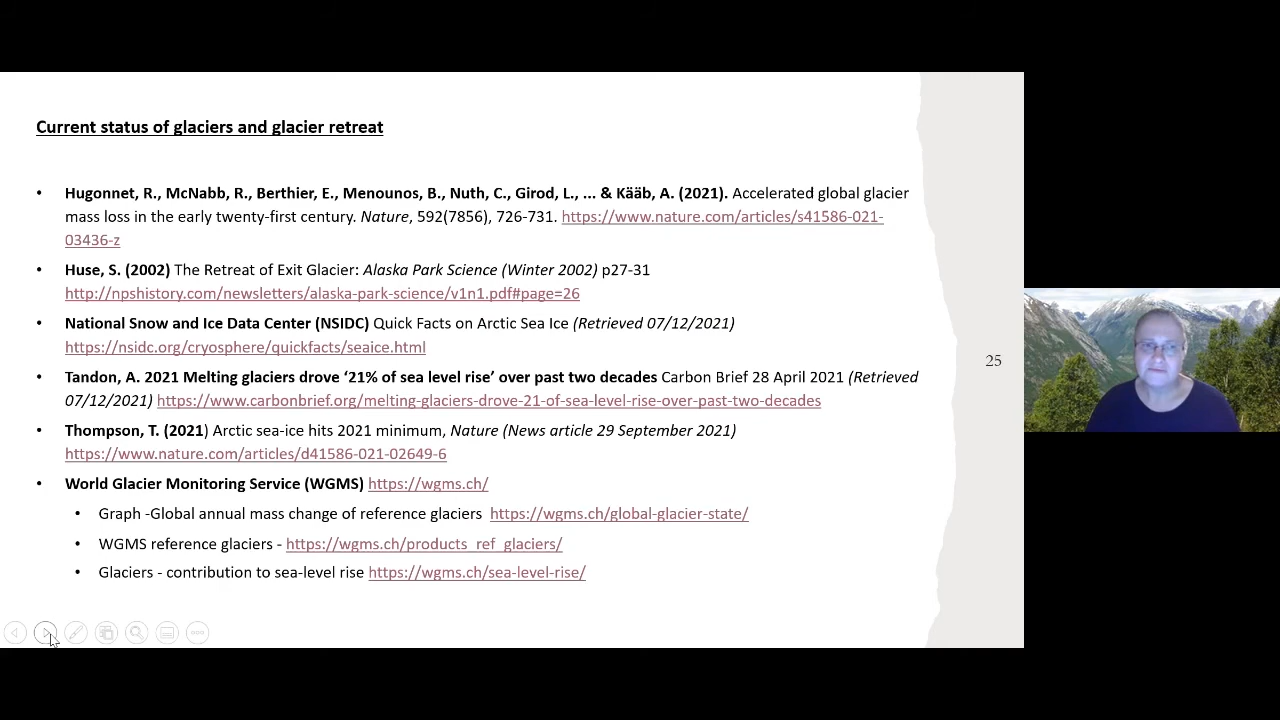 Current status of glaciers and glacier retreat
• Hugonnet, R., McNabb, R., Berthier, E., Menounos, B., Nuth, C., Girod, L., ... & Kääb, A. (2021). Accelerated global glacier
mass loss in the early twenty-first century. Nature, 592(7856), 726-731. https://www.nature.com/articles/s41586-021-
03436-z
• Huse, S. (2002) The Retreat of Exit Glacier: Alaska Park Science (Winter 2002) p27-31
http://npshistory.com/newsletters/alaska-park-science/v1n1.pdf#page=26
• National Snow and Ice Data Center (NSIDC) Quick Facts on Arctic Sea Ice (Retrieved 07/12/2021)
https://nsidc.org/cryosphere/quickfacts/seaice.html
• Tandon, A. 2021 Melting glaciers drove ‘21% of sea level rise’ over past two decades Carbon Brief 28 April 2021 (Retrieved
07/12/2021) https://www.carbonbrief.org/melting-glaciers-drove-21-of-sea-level-rise-over-past-two-decades
• Thompson, T. (2021) Arctic sea-ice hits 2021 minimum, Nature (News article 29 September 2021)
https://www.nature.com/articles/d41586-021-02649-6
• World Glacier Monitoring Service (WGMS) https://wgms.ch/
• Graph -Global annual mass change of reference glaciers https://wgms.ch/global-glacier-state/
• WGMS reference glaciers - https://wgms.ch/products_ref_glaciers/
• Glaciers - contribution to sea-level rise https://wgms.ch/sea-level-rise/
25